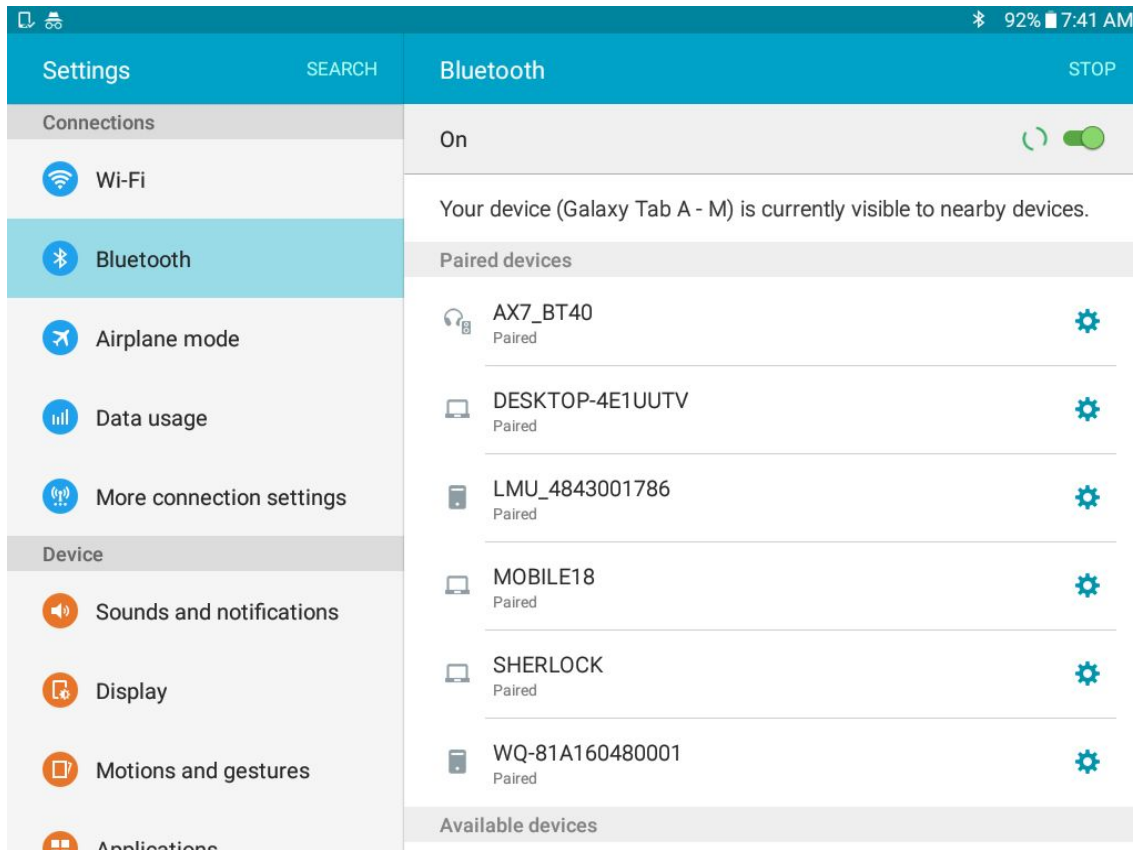 92% 7:41 AM
Settings SEARCH
Connections
Wi-Fi
Bluetooth
Airplane mode
Data usage
More connection settings
Device
Sounds and notifications
Display
Motions and gestures
Applications
Bluetooth STOP
On
Your device (Galaxy Tab A - M) is currently visible to nearby devices.
Paired devices
AX7_BT40
Paired
DESKTOP-4E1UUTV
Paired
LMU_4843001786
Paired
MOBILE18
Paired
SHERLOCK
Paired
WQ-81A160480001
Paired
Available devices